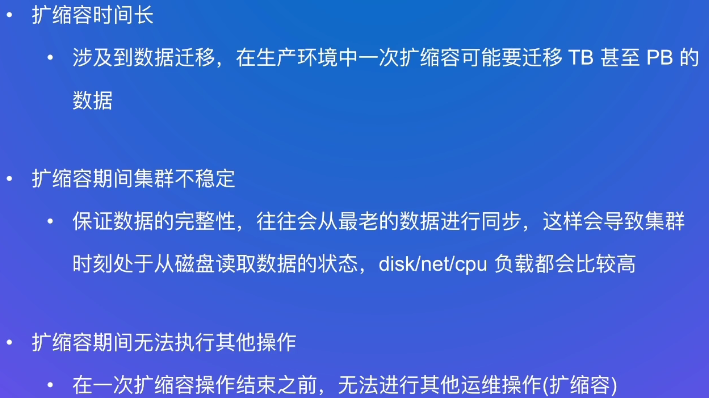 • 扩缩容时间长
• 涉及到数据迁移，在生产环境中一次扩缩容可能要迁移 TB 甚至 PB 的
数据
• 扩缩容期间集群不稳定
• 保证数据的完整性，往往会从最老的数据进行同步，这样会导致集群
时刻处于从磁盘读取数据的状态，disk/net/cpu 负载都会比较高
• 扩缩容期间无法执行其他操作
• 在一次扩缩容操作结束之前，无法进行其他运维操作(扩缩容)